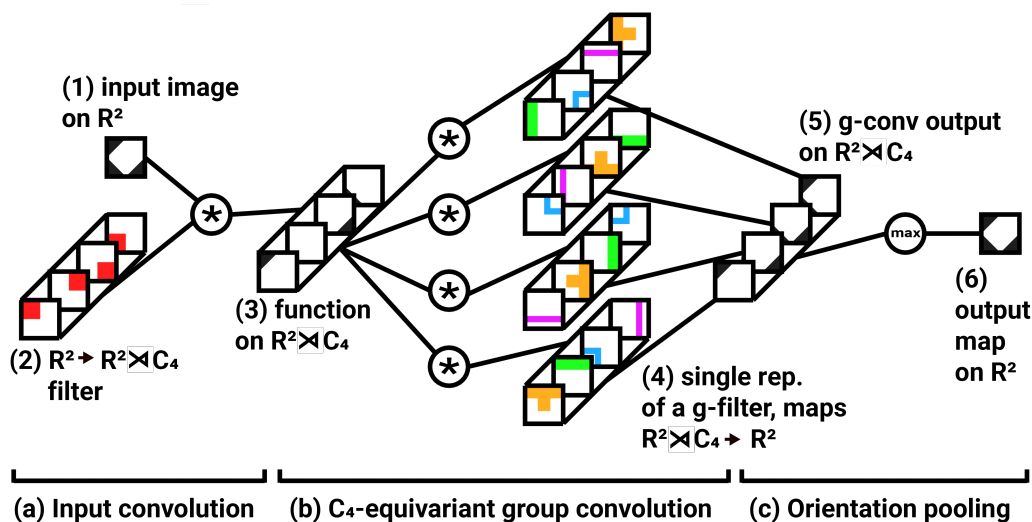 (1) input image
on R²
*
(2) R² → R²⋊C₄
filter
(3) function
on R²⋊C₄
*
*
*
*
(4) single rep.
of a g-filter, maps
R²⋊C₄ → R²
(5) g-conv output
on R²⋊C₄
max
(6)
output
map
on R²
(a) Input convolution
(b) C₄-equivariant group convolution
(c) Orientation pooling